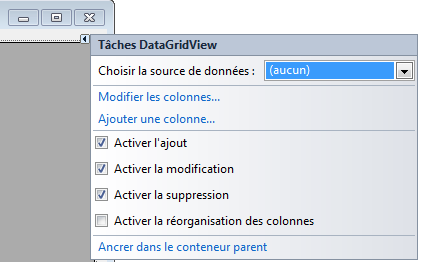 Tâches DataGridView
Choisir la source de données : (aucun)
Modifier les colonnes...
Ajouter une colonne...
Activer l'ajout
Activer la modification
Activer la suppression
Activer la réorganisation des colonnes
Ancrer dans le conteneur parent